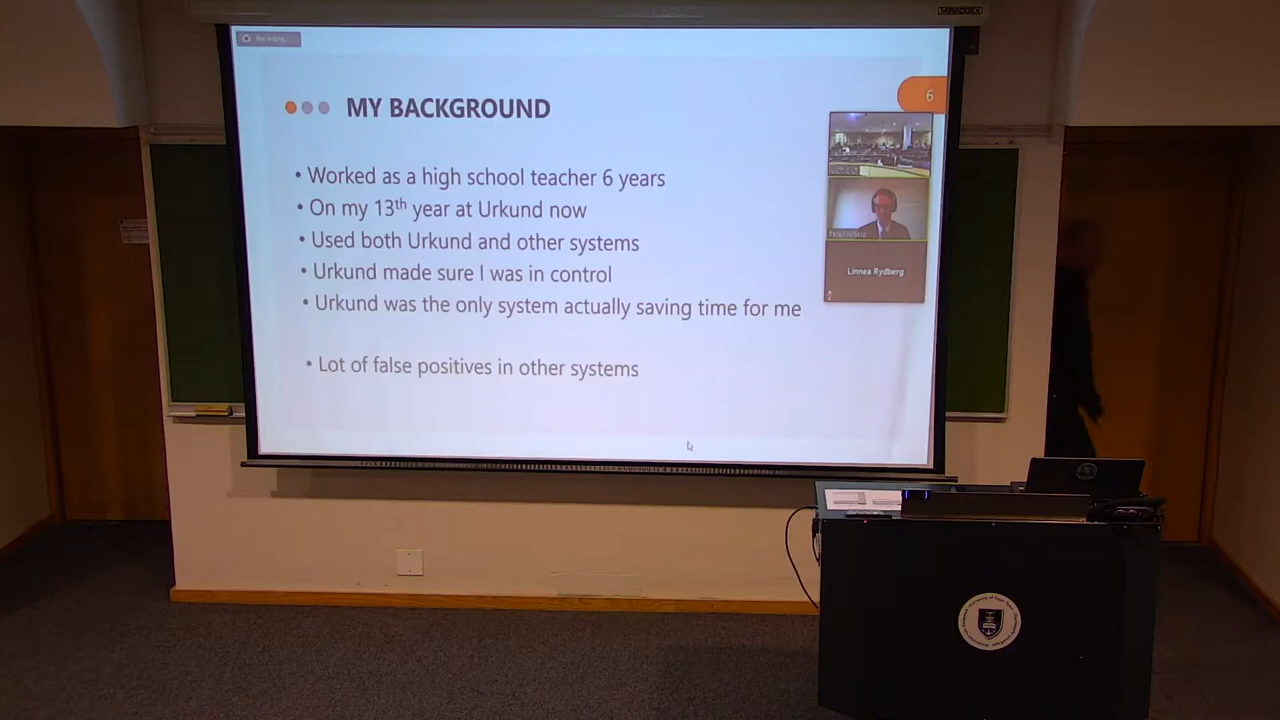 Recording...
6
MY BACKGROUND
• Worked as a high school teacher 6 years
• On my 13th year at Urkund now
• Used both Urkund and other systems
• Urkund made sure I was in control
• Urkund was the only system actually saving time for me
• Lot of false positives in other systems
Linnea Rydberg